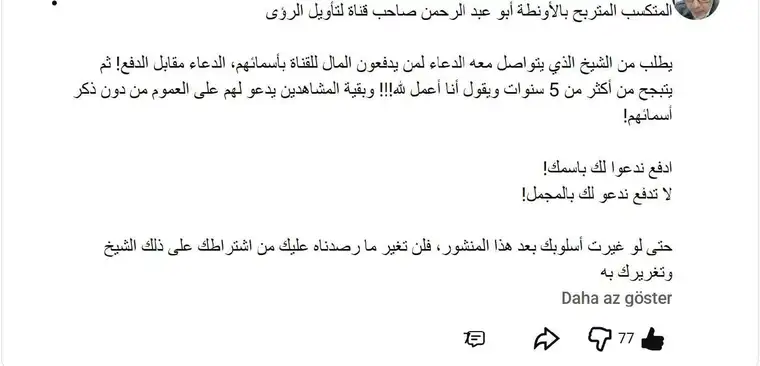 المتكسب المتربح بالأونطة أبو عبد الرحمن صاحب قناة لتأويل الرؤى
يطلب من الشيخ الذي يتواصل معه الدعاء لمن يدفعون المال للقناة بأسمائهم، الدعاء مقابل الدفع! ثم
يتبجح من أكثر من 5 سنوات ويقول أنا أعمل لله!!! وبقية المشاهدين يدعو لهم على العموم من دون ذكر
أسمائهم!
ادفع ندعوا لك باسمك!
لا تدفع ندعو لك بالمجمل!
حتى لو غيرت أسلوبك بعد هذا المنشور، فلن تغير ما رصدناه عليك من اشتراطك على ذلك الشيخ
وتغريرك به
Daha az göster
77